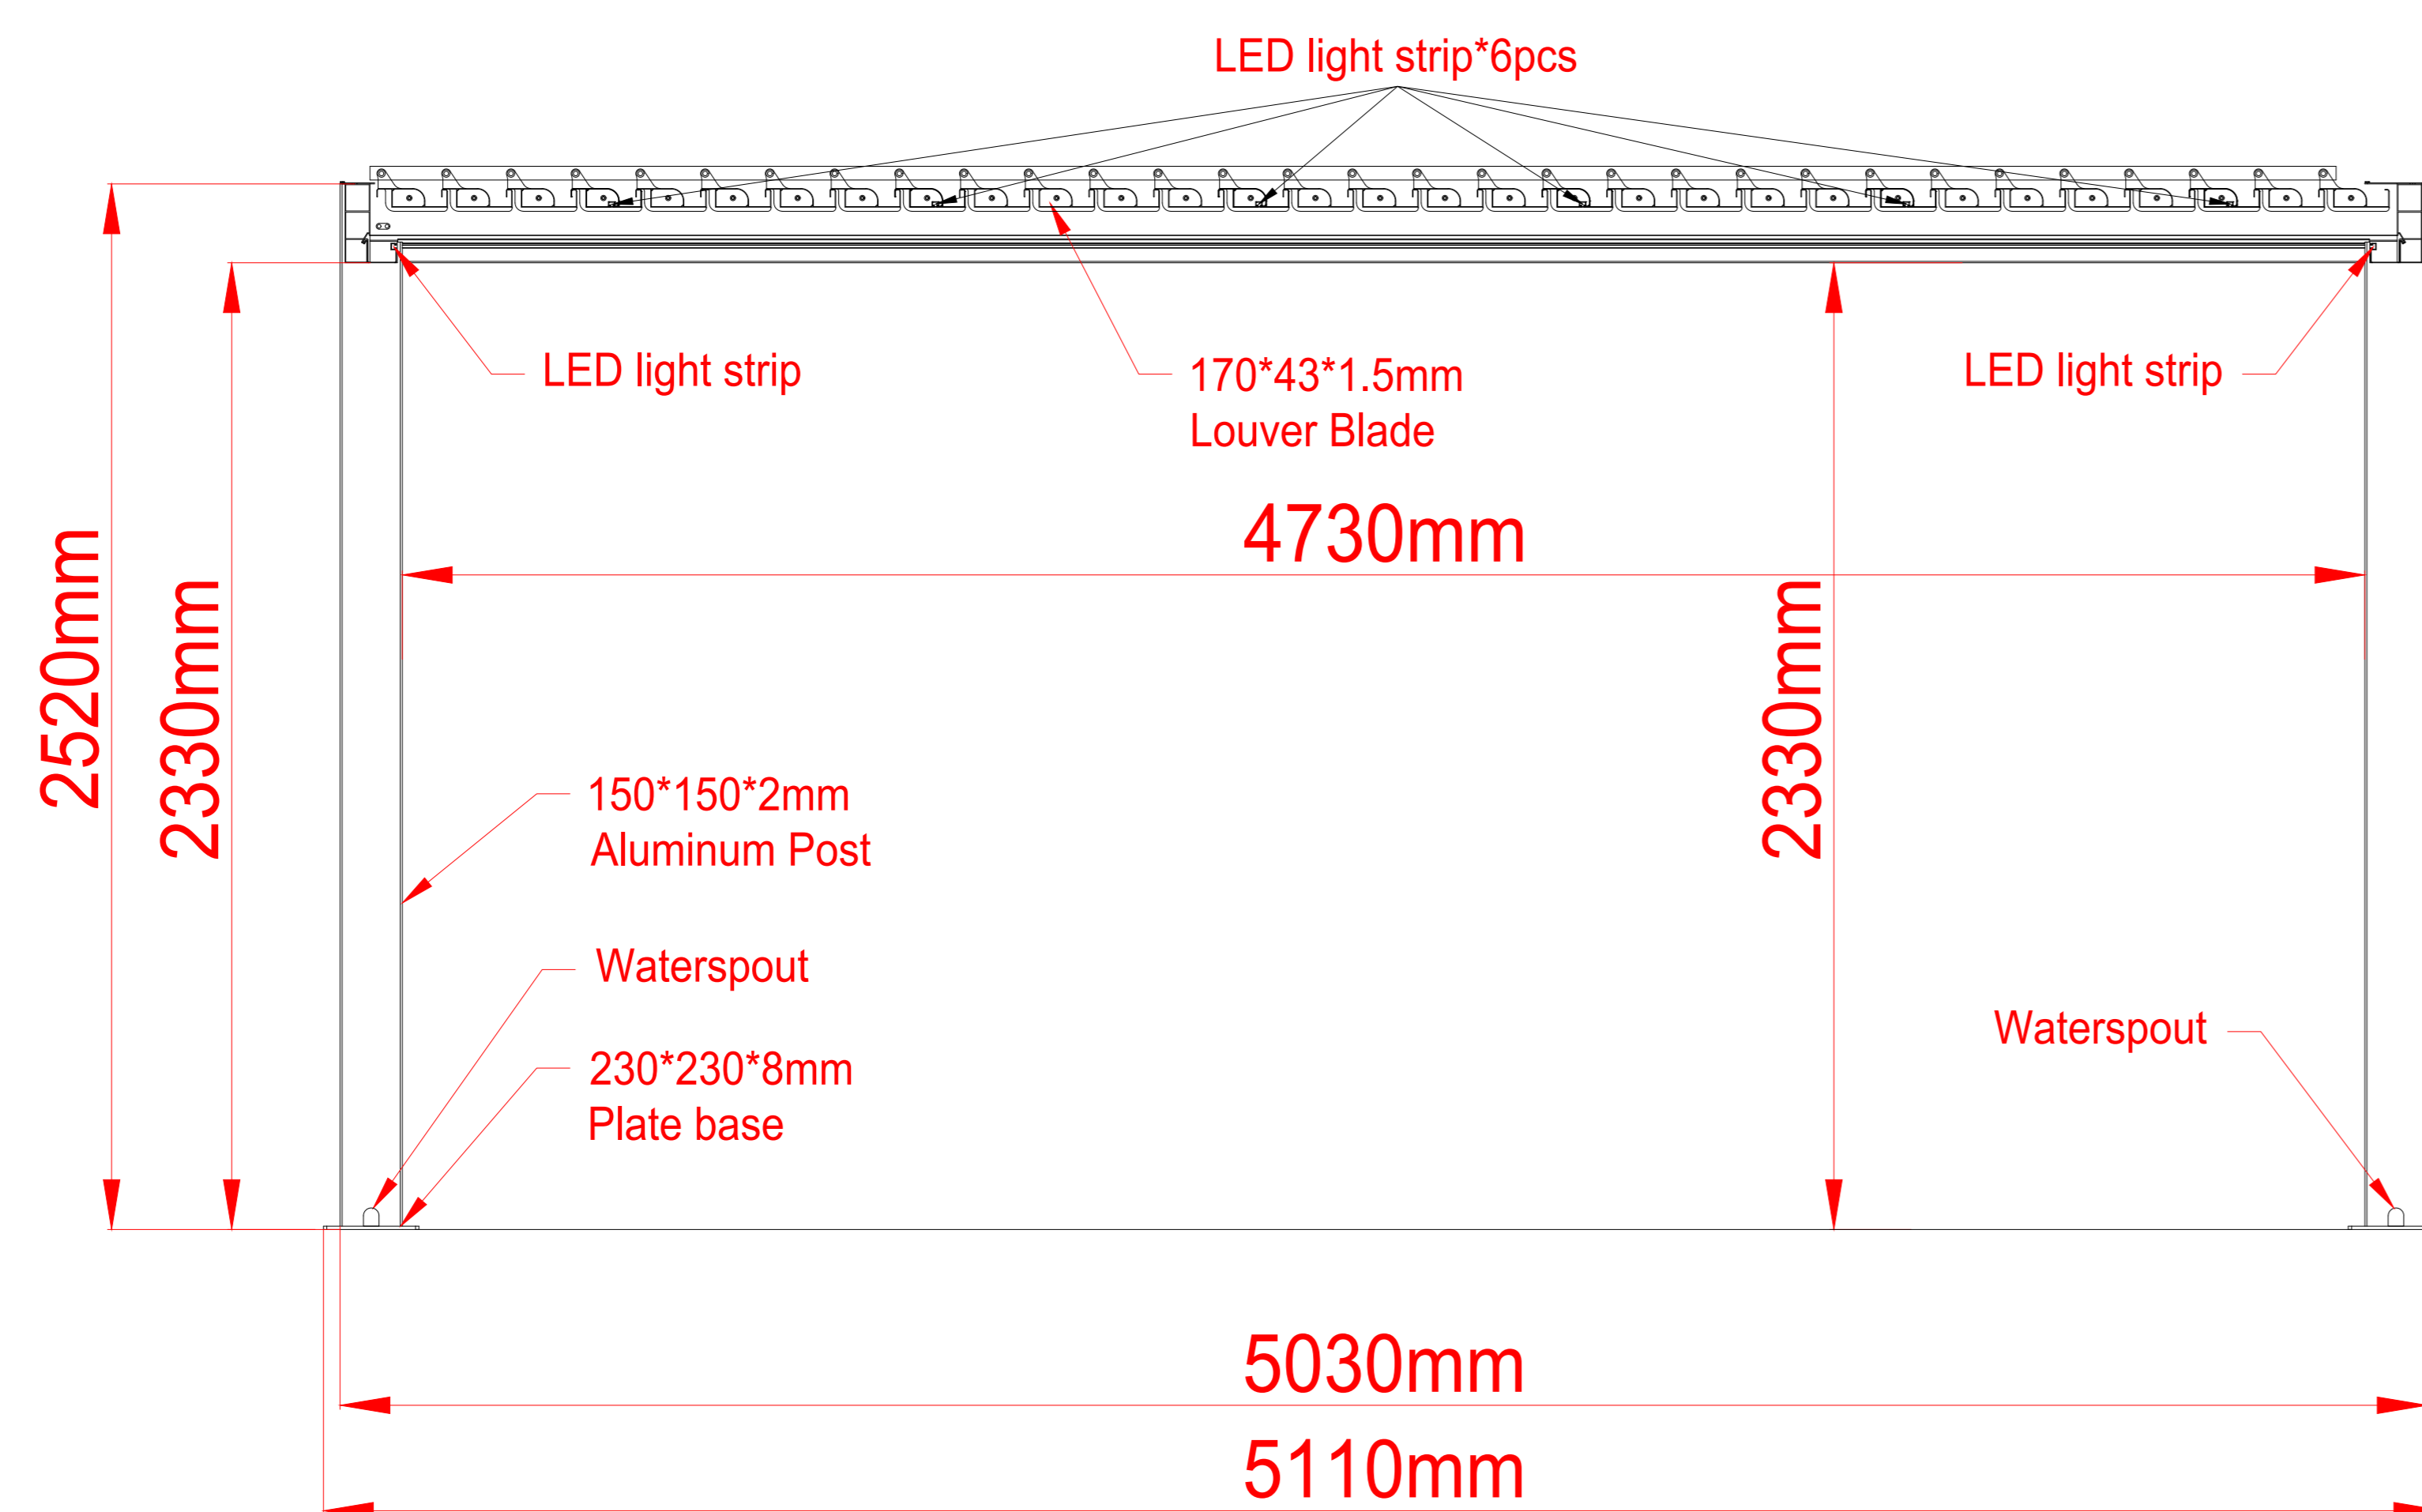 LED light strip*6pcs
LED light strip
170*43*1.5mm
Louver Blade
LED light strip
4730mm
2520mm
2330mm
2330mm
150*150*2mm
Aluminum Post
Waterspout
230*230*8mm
Plate base
Waterspout
5030mm
5110mm